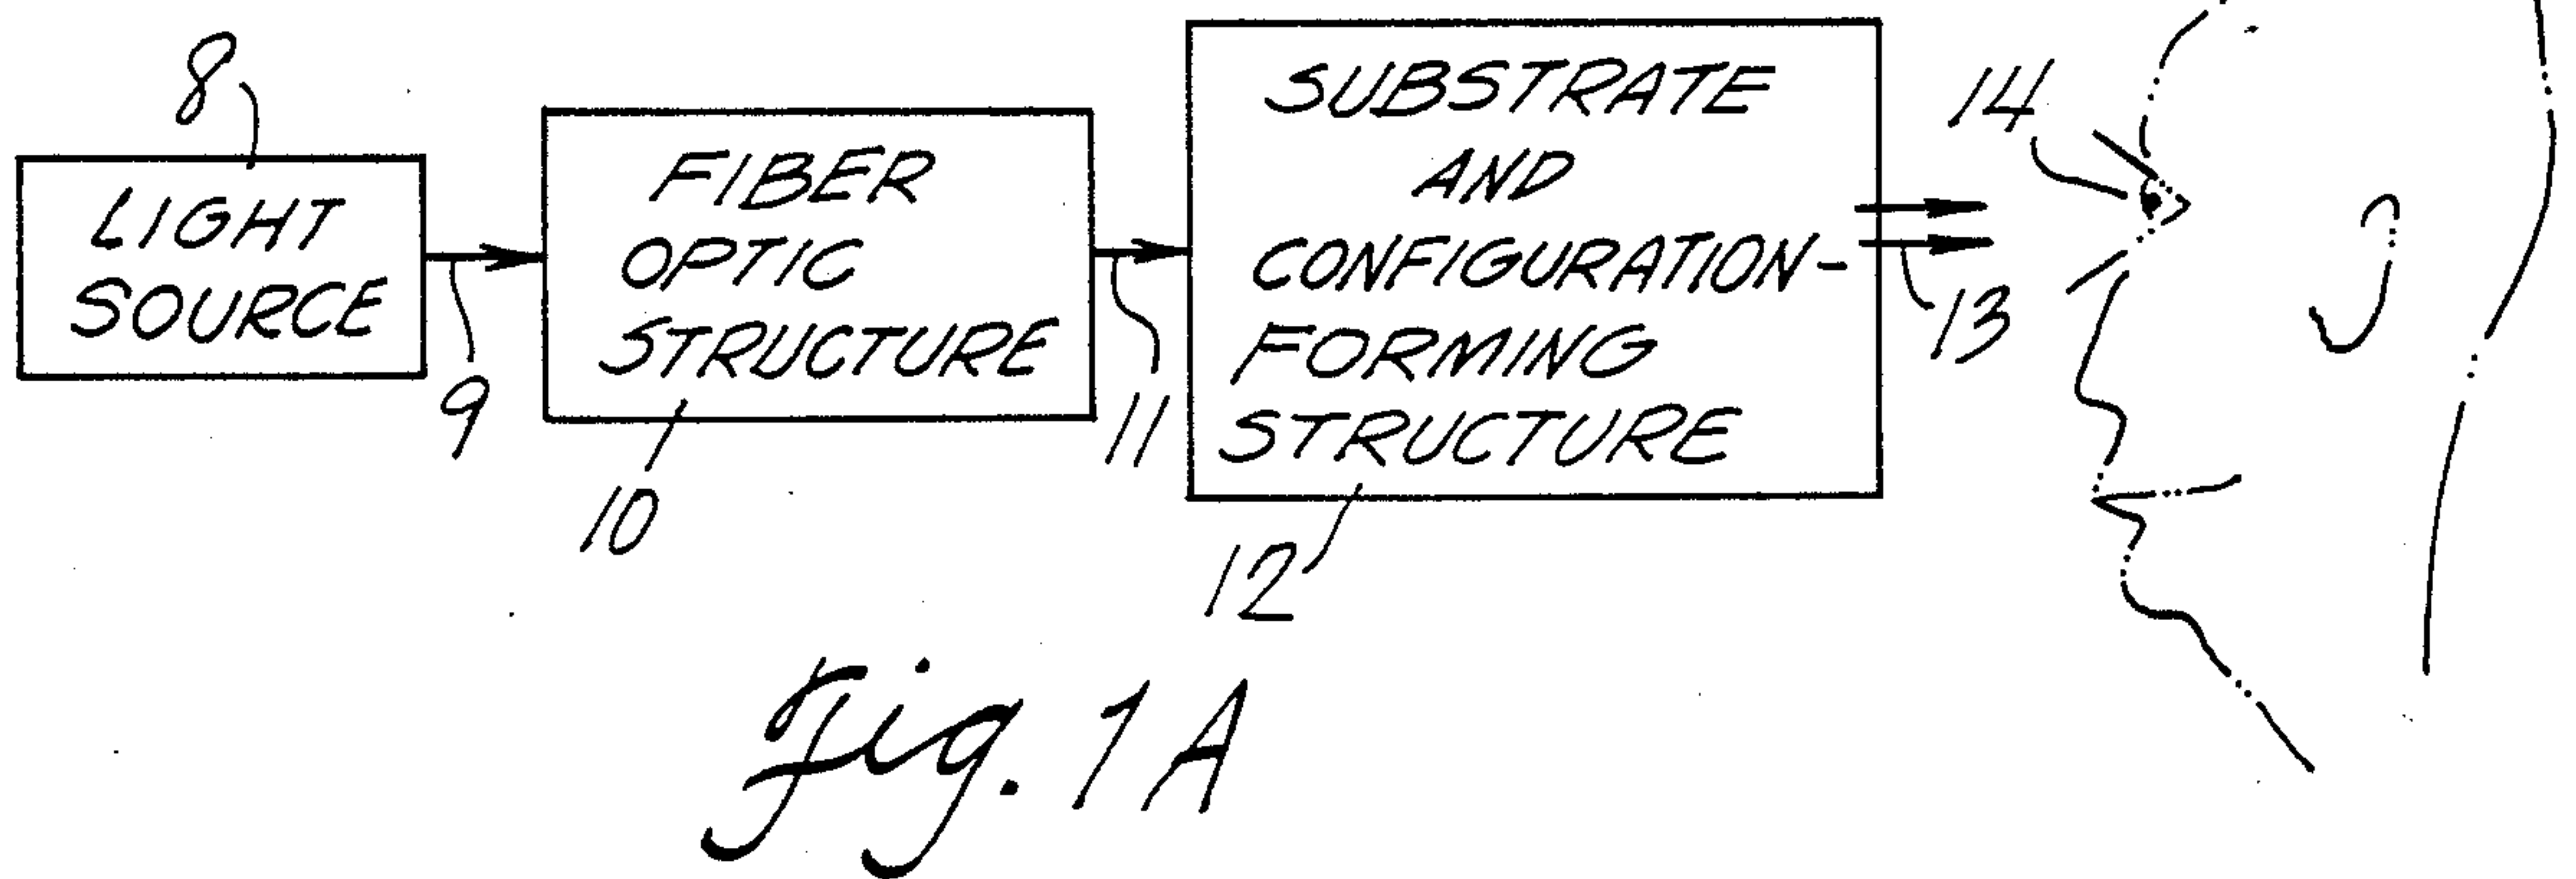 8
LIGHT
SOURCE
9
FIBER
OPTIC
STRUCTURE
10
11
SUBSTRATE
AND
CONFIGURATION-
FORMING
STRUCTURE
12
13
14
Fig. 1A